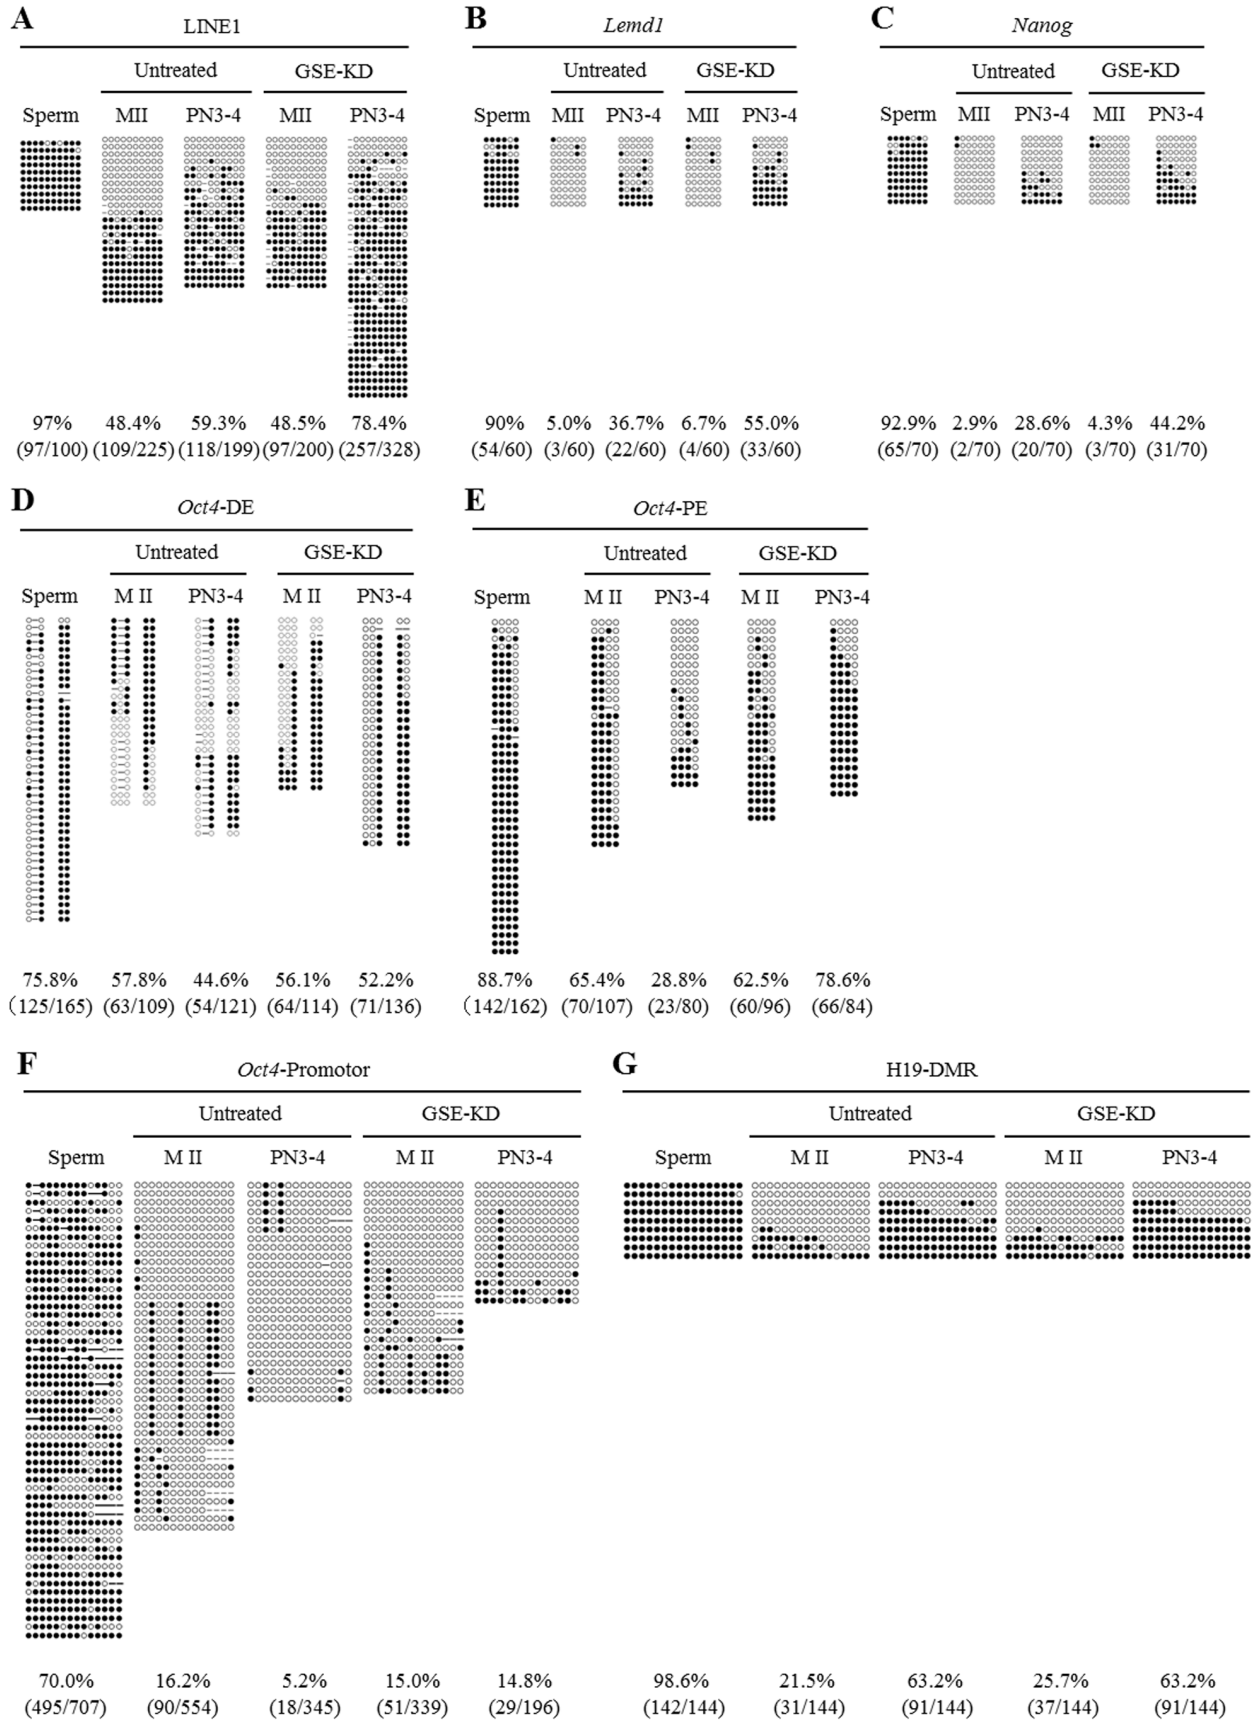 A
LINE1
Untreated GSE-KD
Sperm MII PN3-4 MII PN3-4
97% 48.4% 59.3% 48.5% 78.4%
(97/100) (109/225) (118/199) (97/200) (257/328)
B
Lemd1
Untreated GSE-KD
Sperm MII PN3-4 MII PN3-4
90% 5.0% 36.7% 6.7% 55.0%
(54/60) (3/60) (22/60) (4/60) (33/60)
C
Nanog
Untreated GSE-KD
Sperm MII PN3-4 MII PN3-4
92.9% 2.9% 28.6% 4.3% 44.2%
(65/70) (2/70) (20/70) (3/70) (31/70)
D
Oct4-DE
Untreated GSE-KD
Sperm M II PN3-4 M II PN3-4
75.8% 57.8% 44.6% 56.1% 52.2%
(125/165) (63/109) (54/121) (64/114) (71/136)
E
Oct4-PE
Untreated GSE-KD
Sperm M II PN3-4 M II PN3-4
88.7% 65.4% 28.8% 62.5% 78.6%
(142/162) (70/107) (23/80) (60/96) (66/84)
F
Oct4-Promotor
Untreated GSE-KD
Sperm M II PN3-4 M II PN3-4
70.0% 16.2% 5.2% 15.0% 14.8%
(495/707) (90/554) (18/345) (51/339) (29/196)
G
H19-DMR
Untreated GSE-KD
Sperm M II PN3-4 M II PN3-4
98.6% 21.5% 63.2% 25.7% 63.2%
(142/144) (31/144) (91/144) (37/144) (91/144)